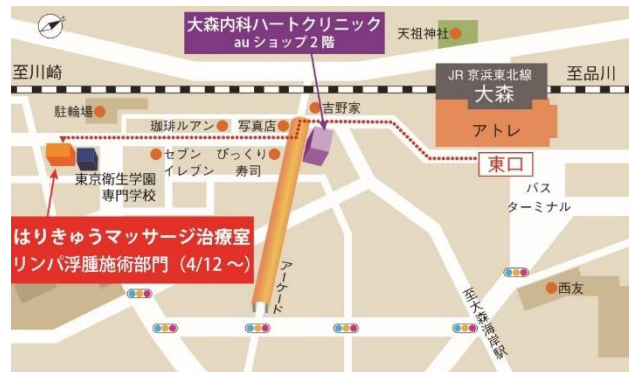 大森内科ハートクリニック
auショップ2階
天祖神社
至川崎
JR 京浜東北線
大森
至品川
アトレ
駐輪場
吉野家
珈琲ルアン
写真店
東口
セブン
イレブン
びっくり
寿司
東京衛生学園
専門学校
バス
ターミナル
はりきゅうマッサージ治療室
リンパ浮腫施術部門（4/12～）
アーケード
至大森海岸駅
西友